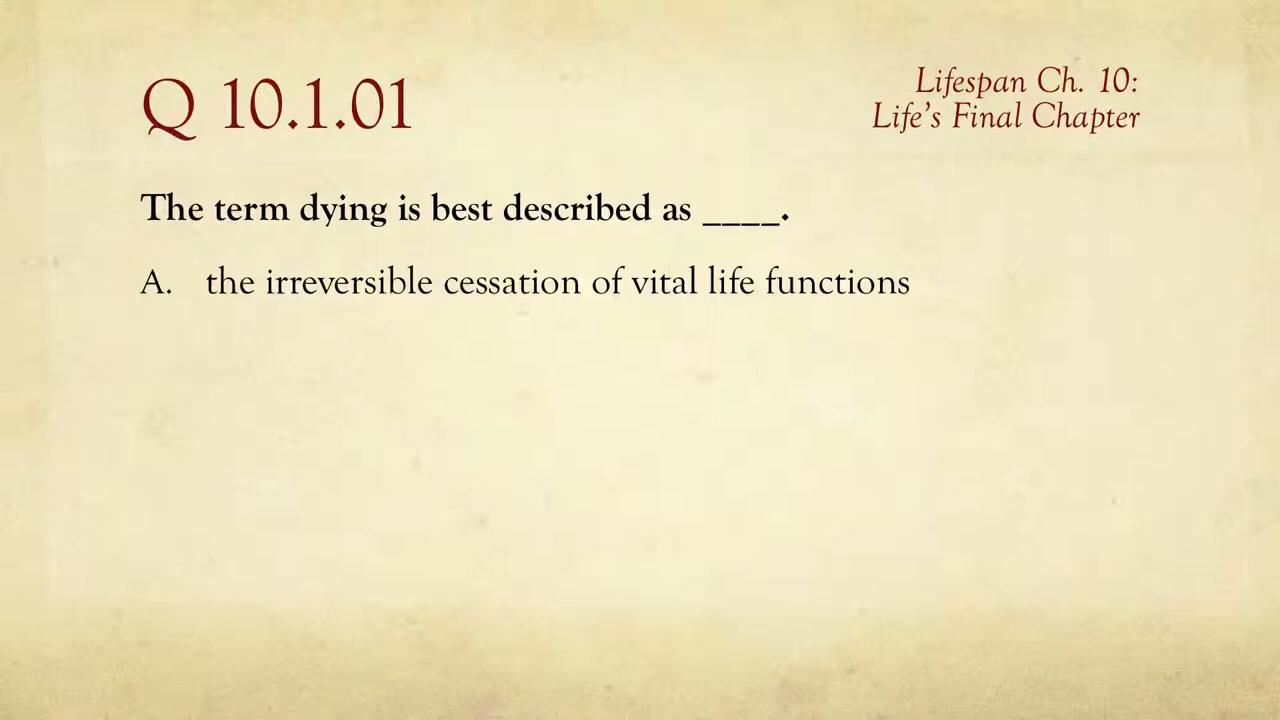 Q 10.1.01
Lifespan Ch. 10:
Life's Final Chapter
The term dying is best described as ____.
A. the irreversible cessation of vital life functions